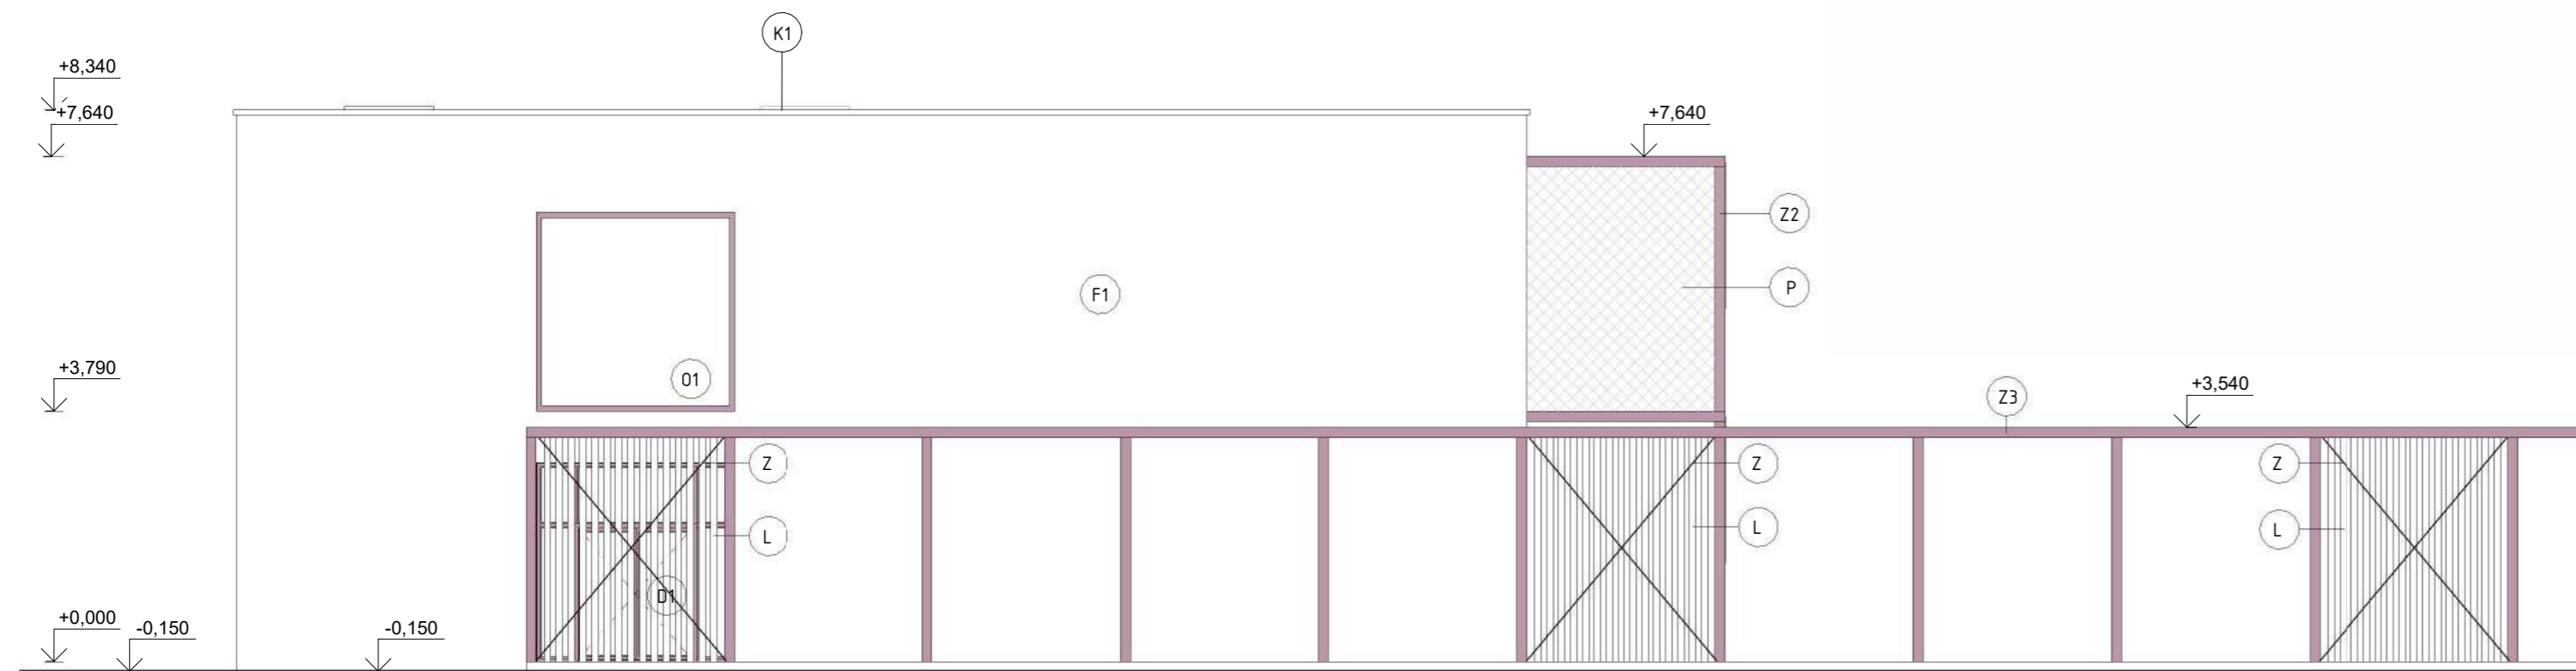 K1
+8,340
+7,640
+7,640
Z2
P
F1
+3,790
O1
Z3
+3,540
Z
Z
Z
L
L
L
D1
+0,000
-0,150
-0,150